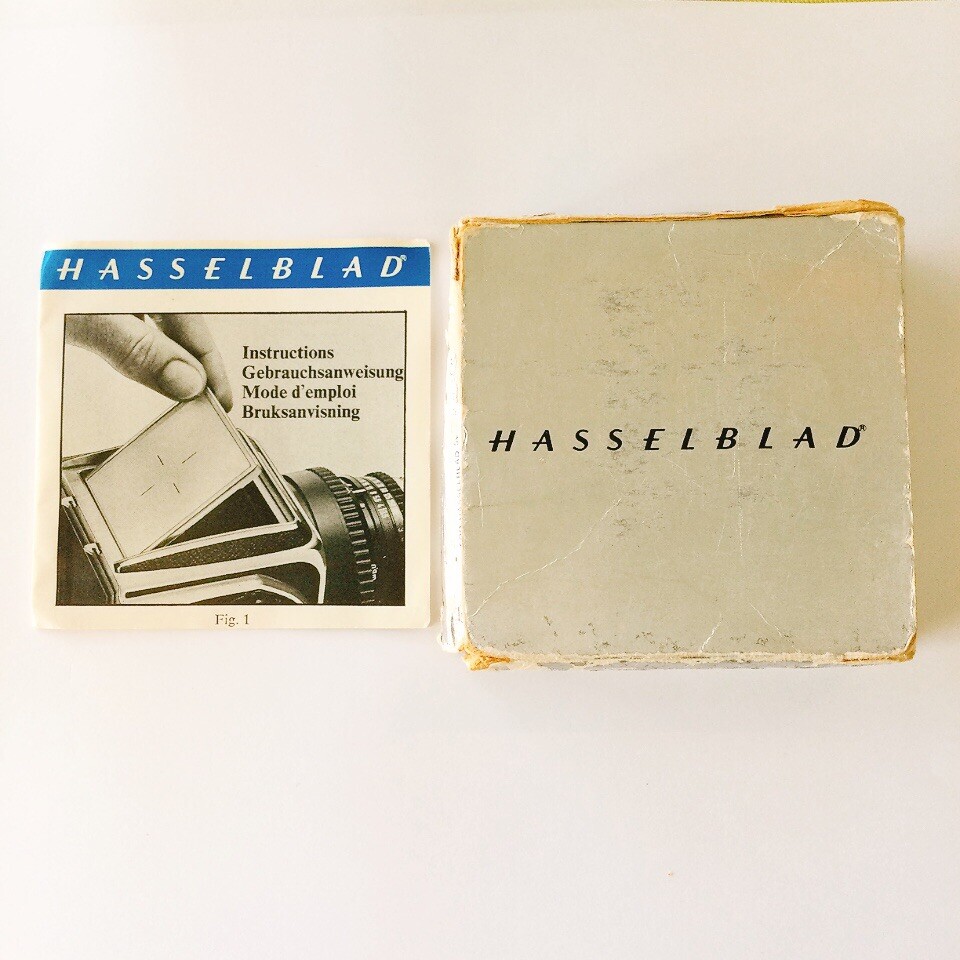 HASSELBLAD®
Instructions
Gebrauchsanweisung
Mode d'emploi
Bruksanvisning
Fig. 1
HASSELBLAD®